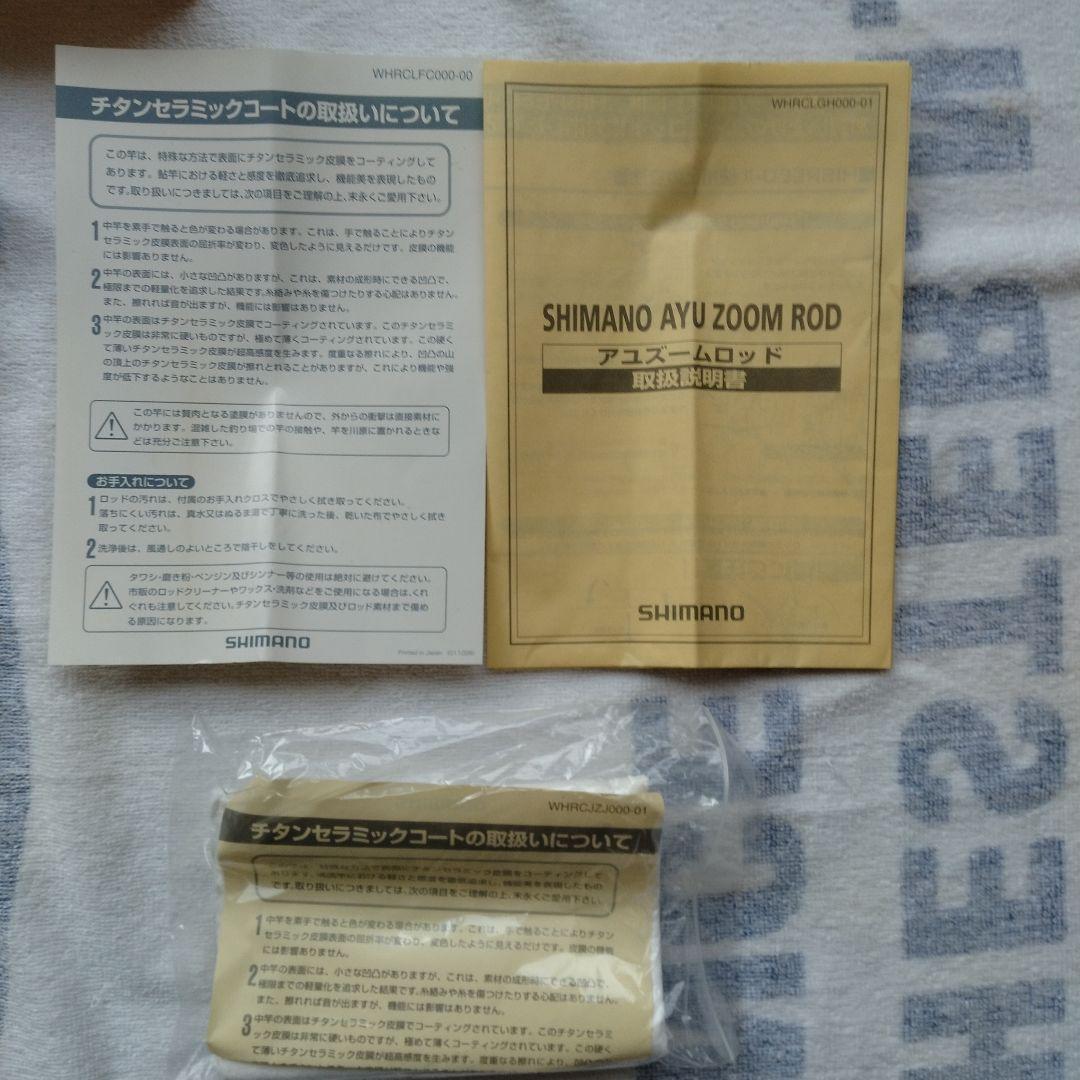 WHRCLFC000-00
チタンセラミックコートの取扱いについて
この竿は、特殊な方法で表面にチタンセラミック皮膜をコーティングして
あります。鮎竿における軽さと感度を徹底追求し、機能美を表現したもの
です。取り扱いにつきましては、次の項目をご理解の上、末永くご愛用下さい。
1 中竿を素手で触ると色が変わる場合があります。これは、手で触ることによりチタン
セラミック皮膜表面の屈折率が変わり、変色したように見えるだけです。皮膜の機能
には影響ありません。
2 中竿の表面には、小さな凹凸がありますが、これは、素材の成形時にできる凹凸で、
極限までの軽量化を追求した結果です。糸絡みや糸を傷つけたりする心配はありません。
また、擦れれば音が出ますが、機能には影響はありません。
3 中竿の表面はチタンセラミック皮膜でコーティングされています。このチタンセラミ
ック皮膜は非常に硬いものですが、極めて薄くコーティングされています。この硬く
て薄いチタンセラミック皮膜が超高感度を生みます。度重なる擦れにより、凹凸の山
の頂上のチタンセラミック皮膜が擦れとれることがありますが、これにより機能や強
度が低下するようなことはありません。
この竿には贅肉となる塗膜がありませんので、外からの衝撃は直接素材に
かかります。混雑した釣り場での竿の接触や、竿を川原に置かれるときな
どは充分ご注意下さい。
お手入れについて
1 ロッドの汚れは、付属のお手入れクロスでやさしく拭き取ってください。
落ちにくい汚れは、真水又はぬるま湯で丁寧に洗った後、乾いた布でやさしく拭き
取ってください。
2 洗浄後は、風通しのよいところで陰干しをしてください。
タワシ・磨き粉・ベンジン及びシンナー等の使用は絶対に避けてください。
市販のロッドクリーナーやワックス・洗剤などをご使用になる場合は、くれ
ぐれも注意してください。チタンセラミック皮膜及びロッド素材まで傷め
る原因になります。
SHIMANO
Printed in Japan
WHRCLGH000-01
SHIMANO AYU ZOOM ROD
アユズームロッド
取扱説明書
SHIMANO
WHRCJZJ000-01
チタンセラミックコートの取扱いについて
です。取り扱いにつきましては、次の項目をご理解の上、末永くご愛用下さい。
1 中竿を素手で触ると色が変わる場合があります。これは、手で触ることによりチタン
セラミック皮膜表面の屈折率が変わり、変色したように見えるだけです。皮膜の機能
には影響ありません。
2 中竿の表面には、小さな凹凸がありますが、これは、素材の成形時にできる凹凸で、
極限までの軽量化を追求した結果です。糸絡みや糸を傷つけたりする心配はありません。
また、擦れれば音が出ますが、機能には影響はありません。
3 中竿の表面はチタンセラミック皮膜でコーティングされています。このチタンセラミ
ック皮膜は非常に硬いものですが、極めて薄くコーティングされています。この硬く
て薄いチタンセラミック皮膜が超高感度を生みます。度重なる擦れにより、